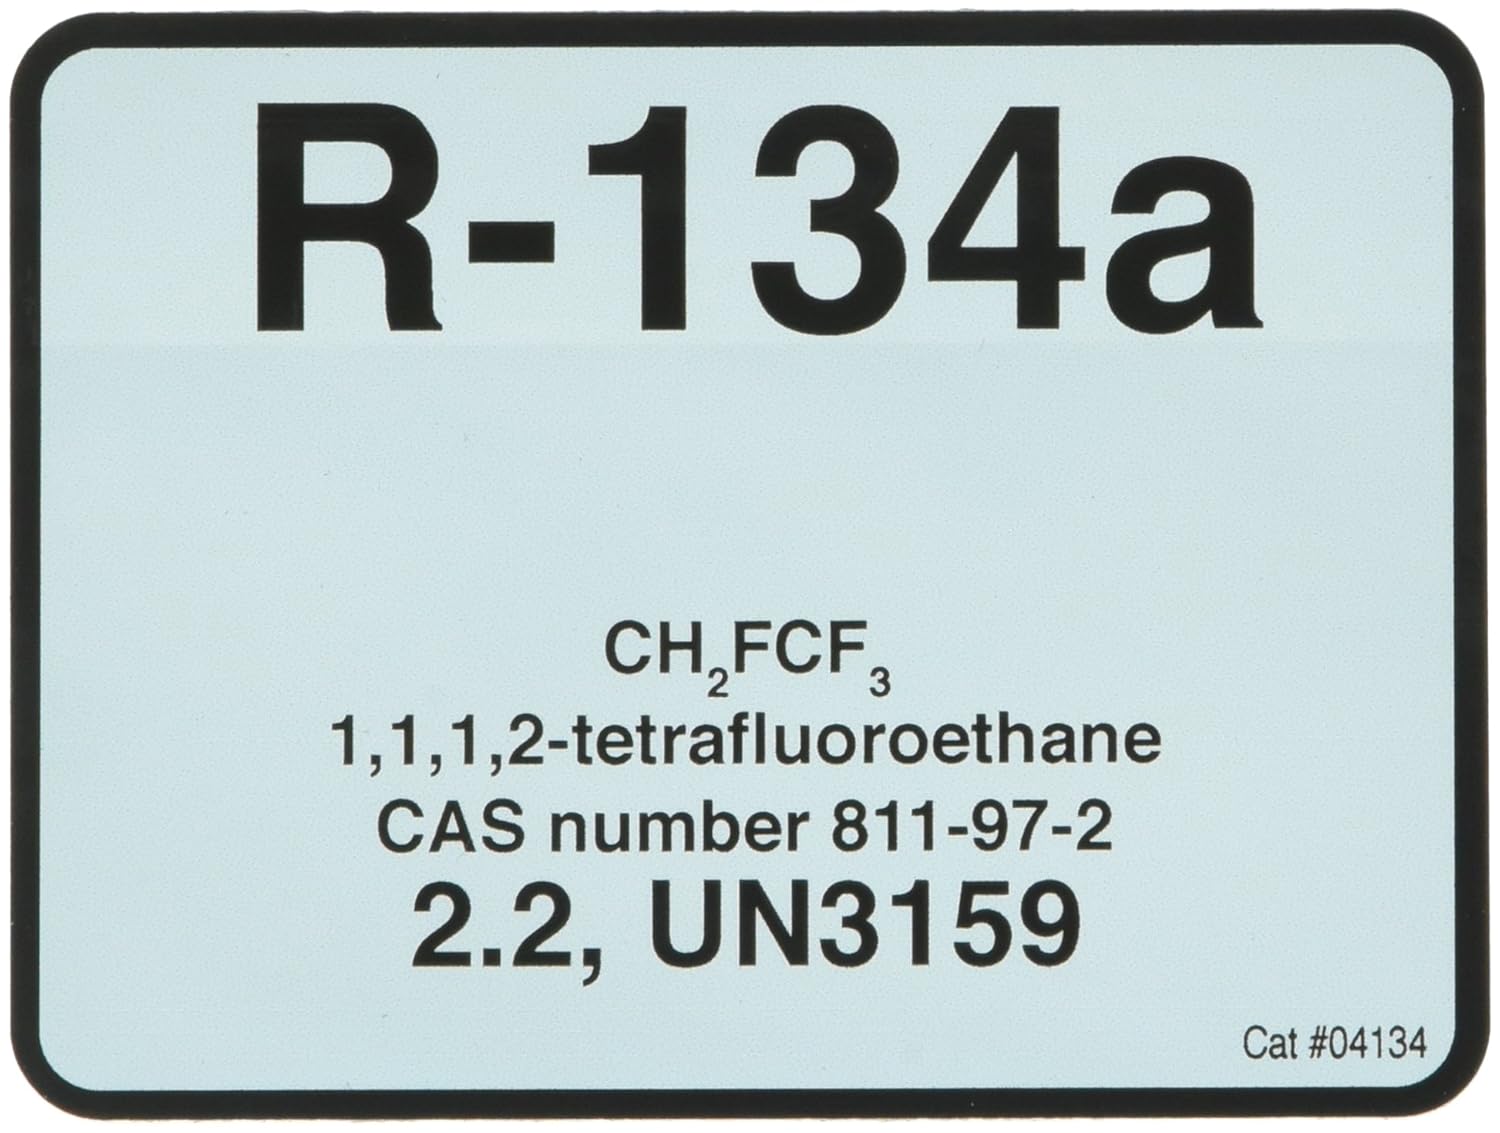 R-134a
CH₂FCF₃
1,1,1,2-tetrafluoroethane
CAS number 811-97-2
2.2, UN3159
Cat #04134